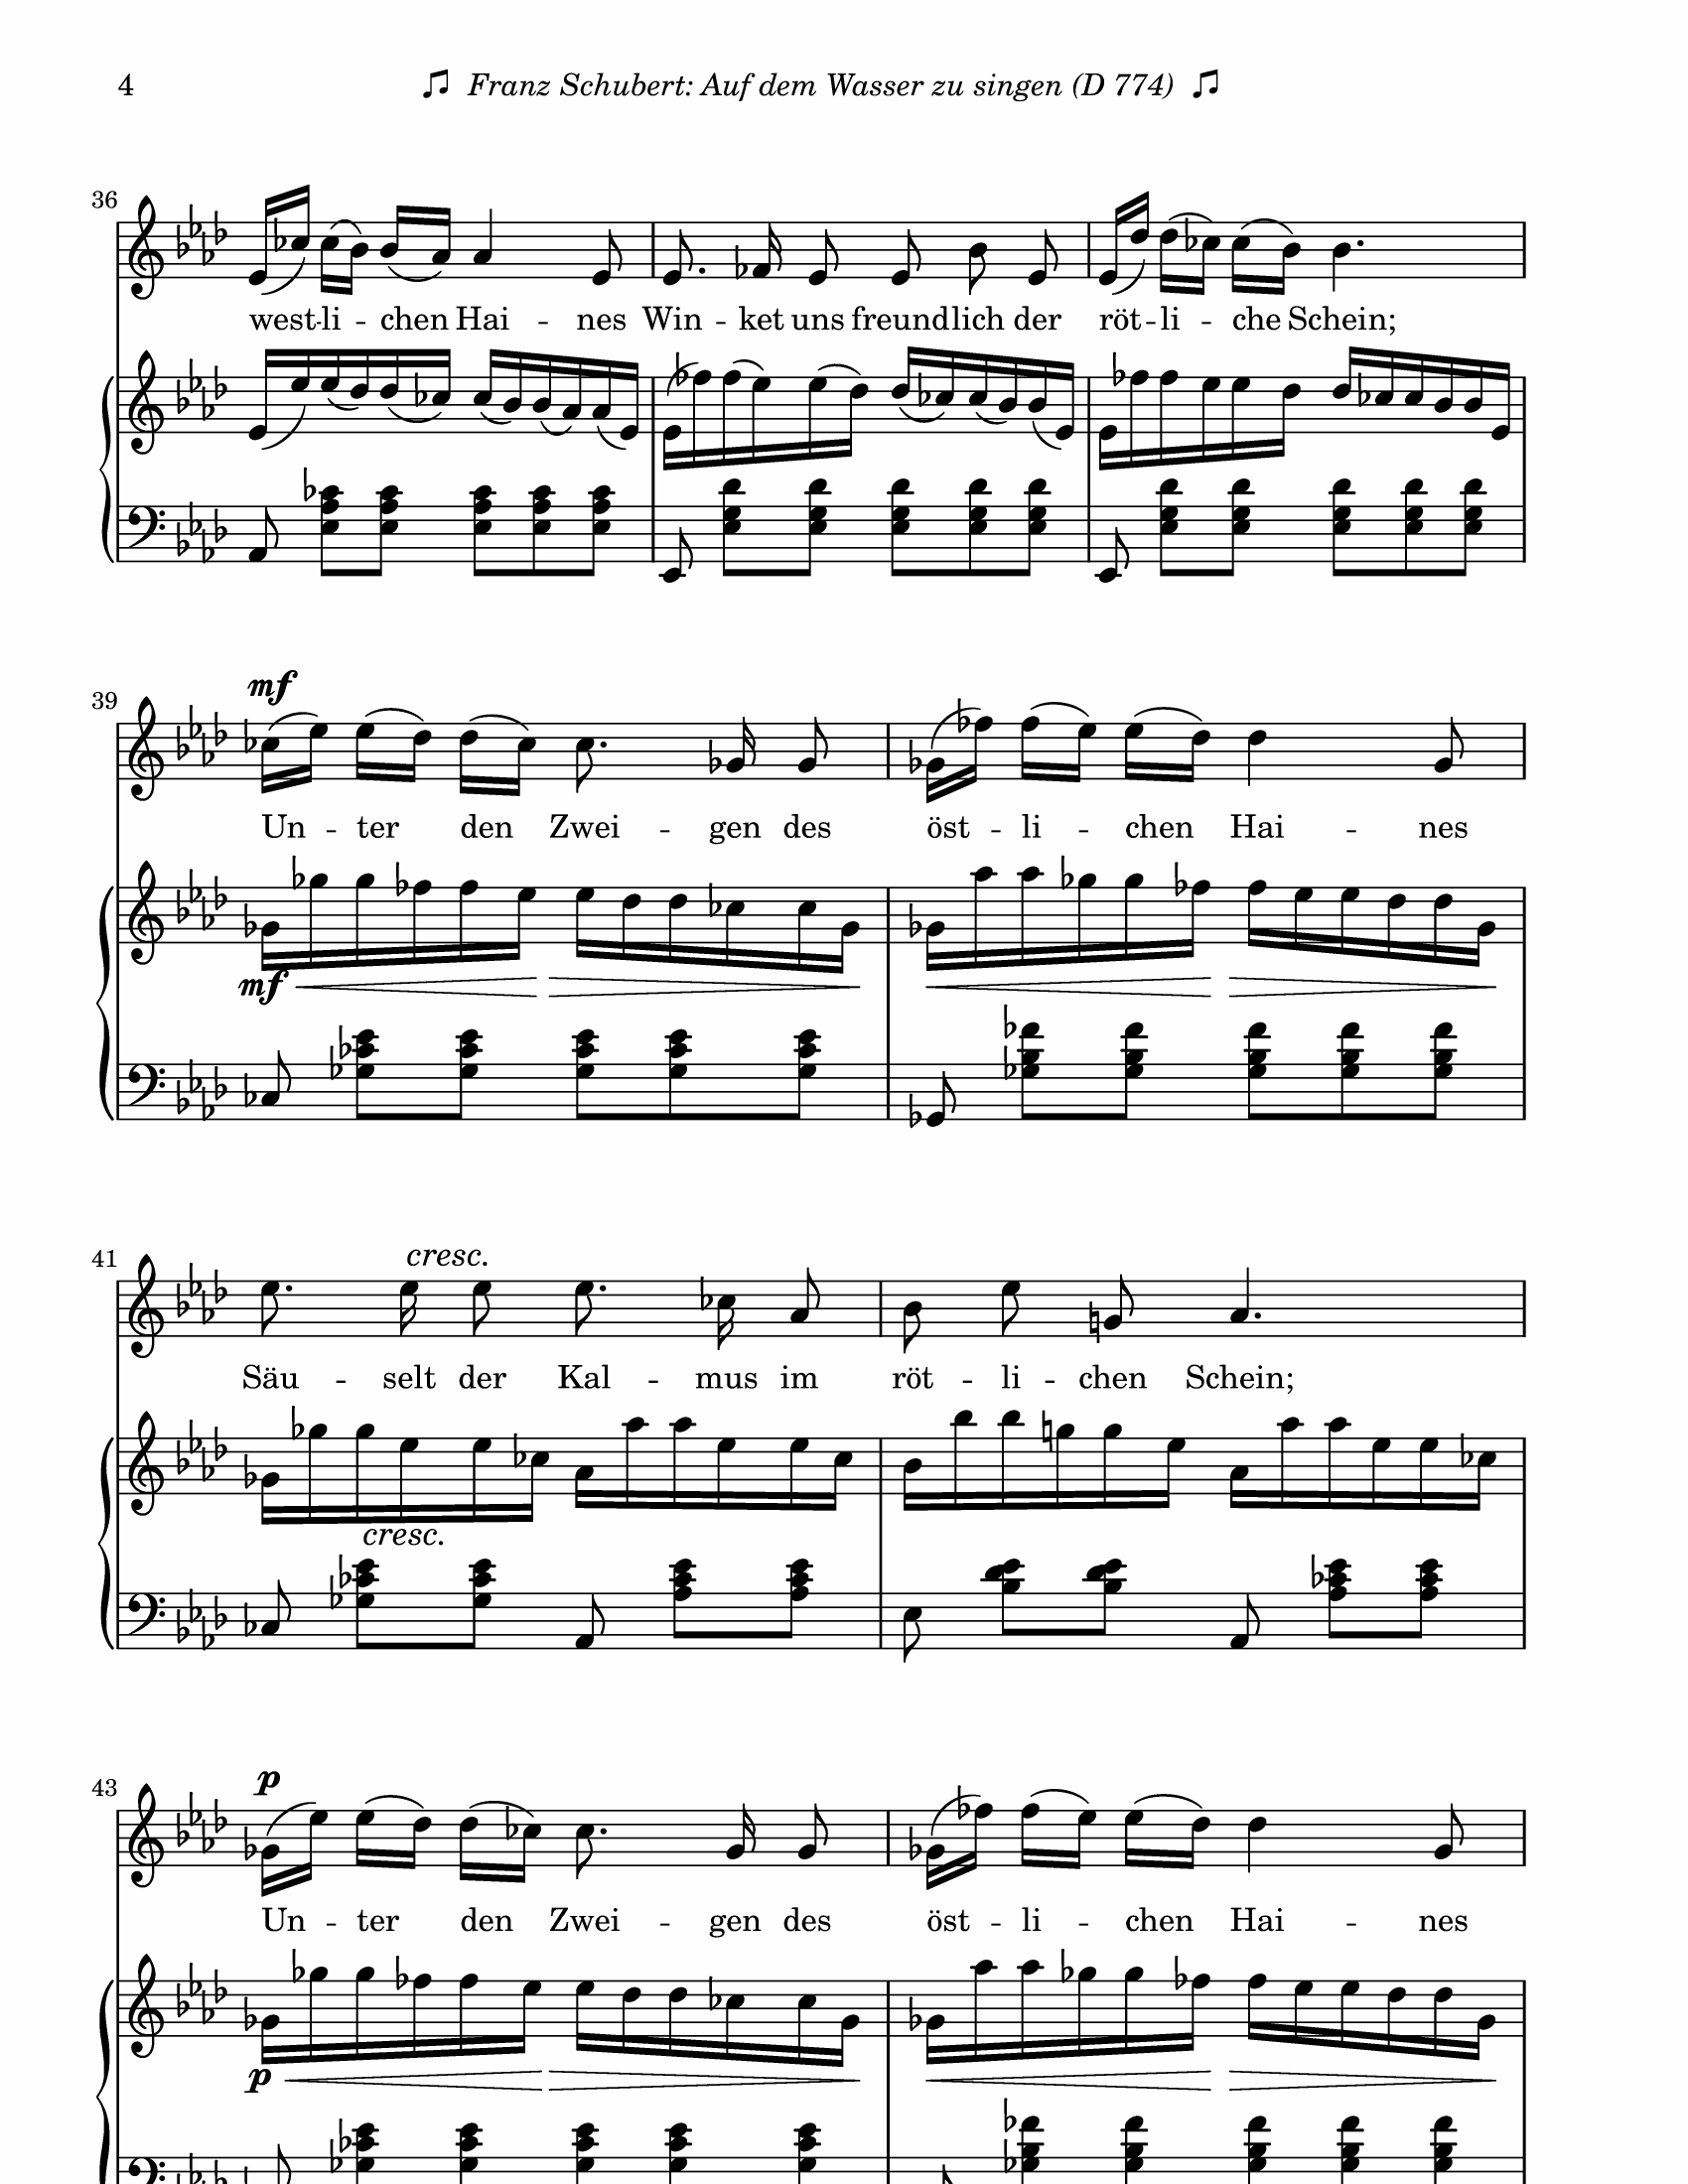 4 ♫ Franz Schubert: Auf dem Wasser zu singen (D 774) ♫
36
west -- li -- chen Hai -- nes Win -- ket uns freundlich der röt -- li -- che Schein;
39
mf
Un -- ter den Zwei -- gen des öst -- li -- chen Hai -- nes
mf
41
cresc.
Säu -- selt der Kal -- mus im röt -- li -- chen Schein;
cresc.
43
p
Un -- ter den Zwei -- gen des öst -- li -- chen Hai -- nes
p